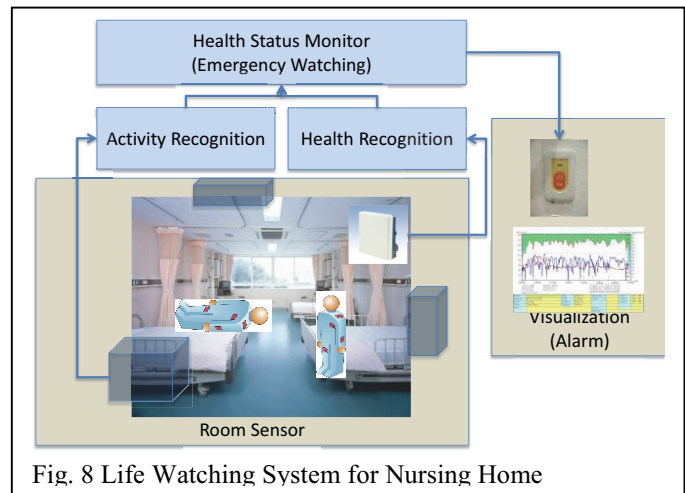 Health Status Monitor
(Emergency Watching)
Activity Recognition
Health Recognition
Visualization
(Alarm)
Room Sensor
Fig. 8 Life Watching System for Nursing Home